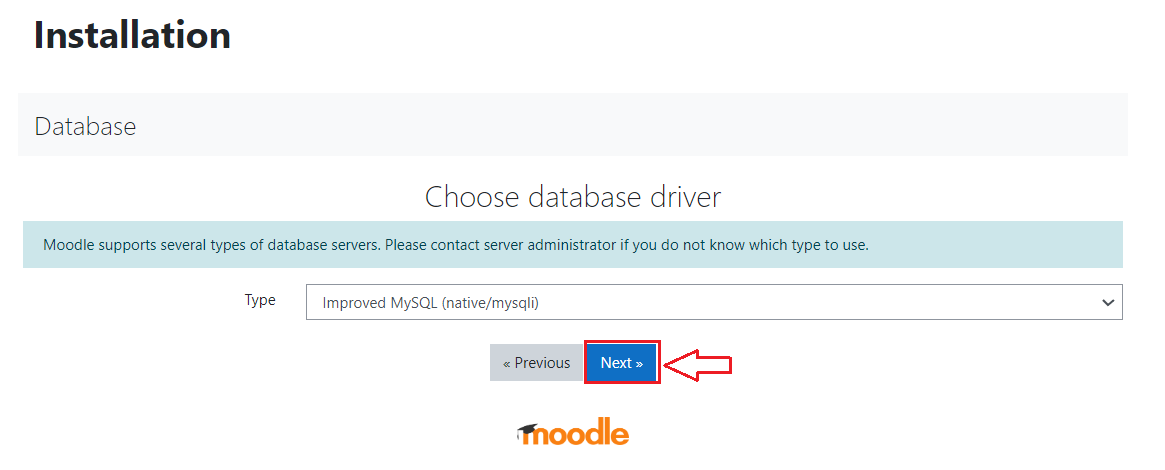 Installation
Database
Choose database driver
Moodle supports several types of database servers. Please contact server administrator if you do not know which type to use.
Type Improved MySQL (native/mysqli)
« Previous Next »
moodle